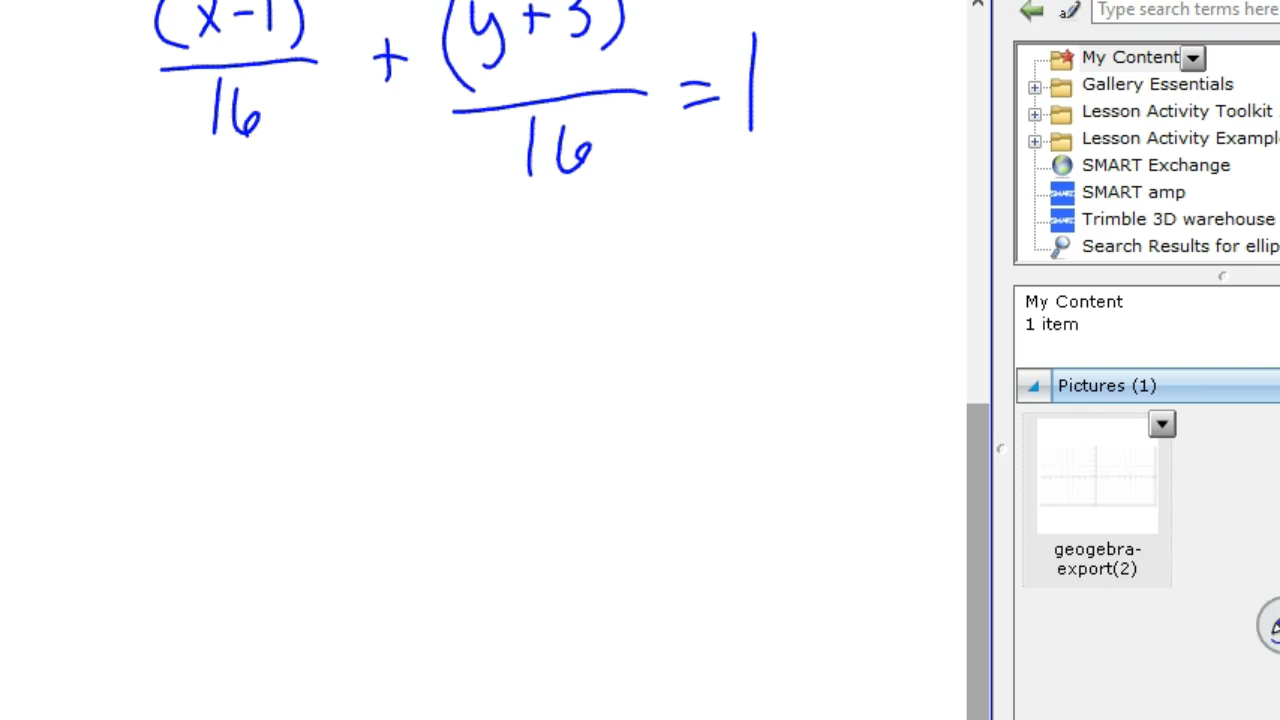 (x-1)/16 + (y+3)/16 = 1
Type search terms here
My Content
Gallery Essentials
Lesson Activity Toolkit
Lesson Activity Exampl
SMART Exchange
SMART amp
Trimble 3D warehouse
Search Results for ellip
My Content
1 item
Pictures (1)
geogebra-
export(2)